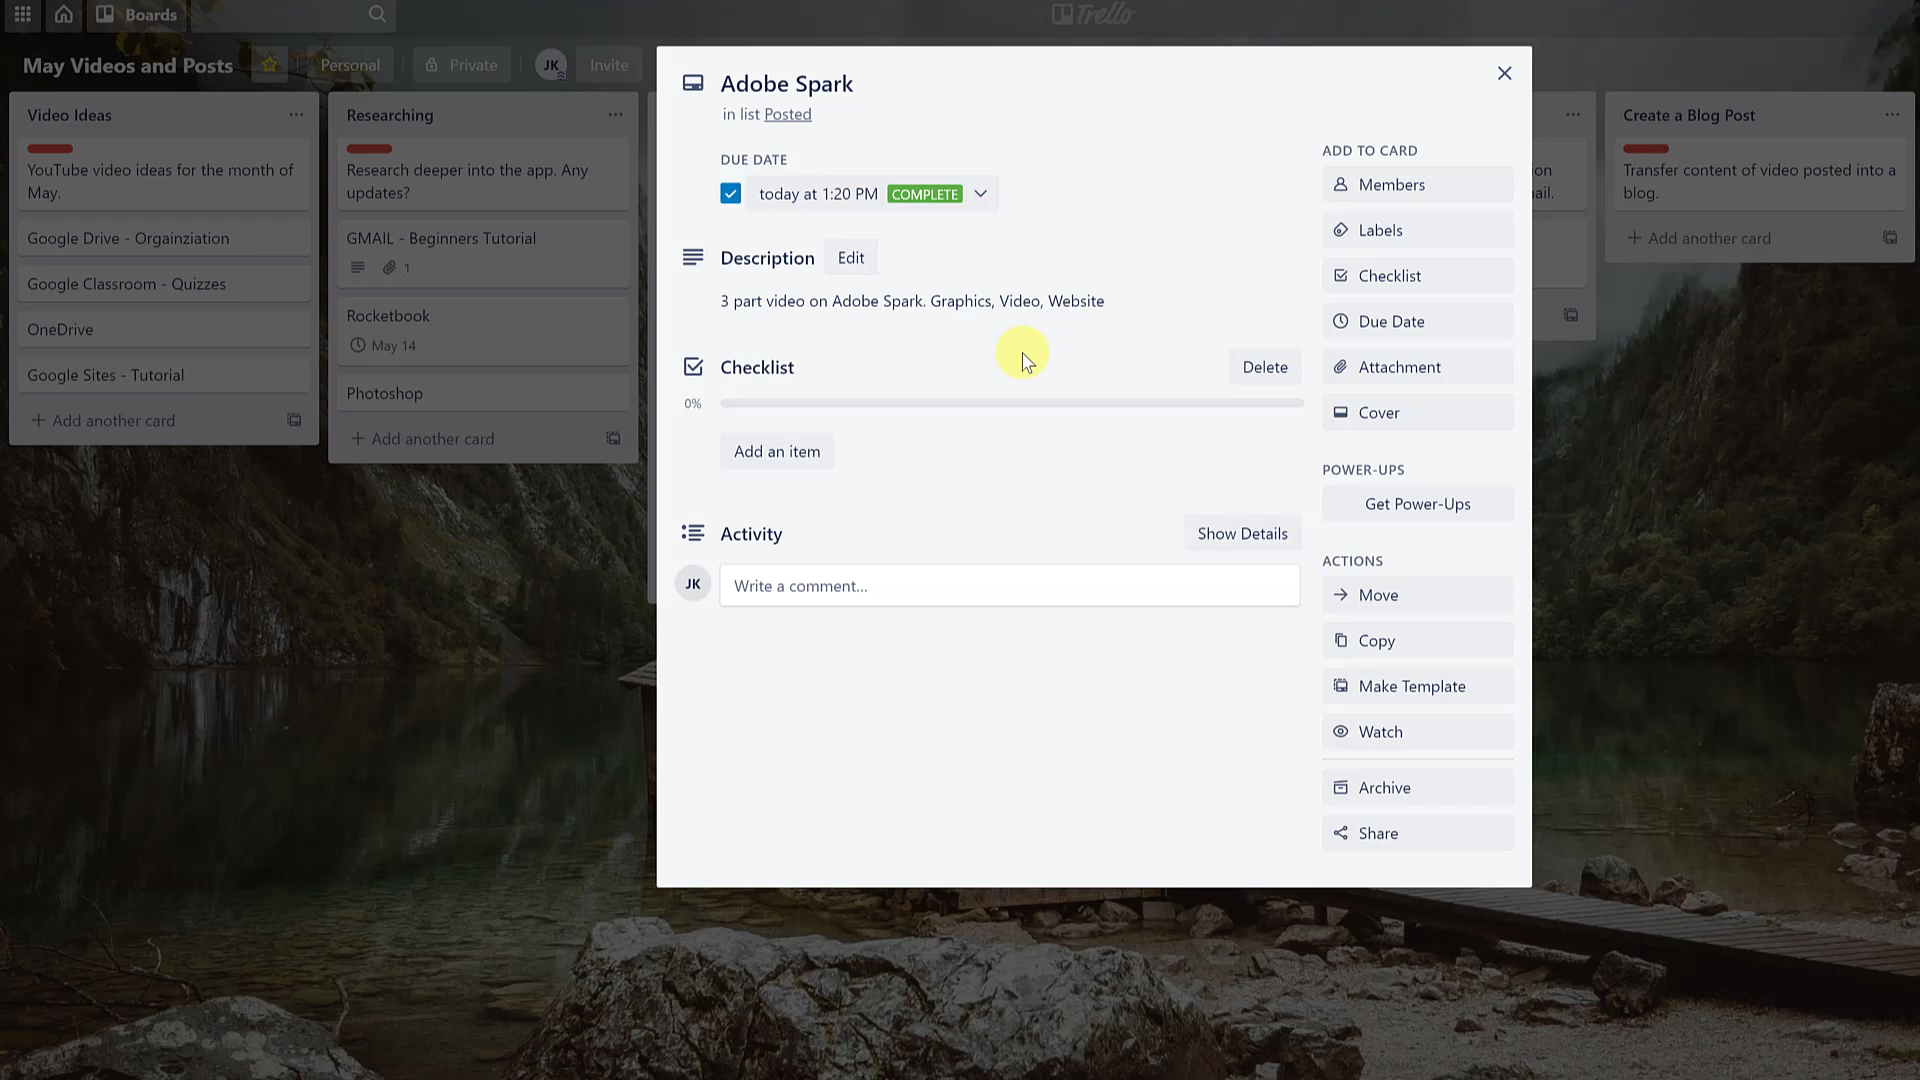 Boards
Trello
May Videos and Posts
Personal
Private
JK
Invite
Video Ideas
YouTube video ideas for the month of
May.
Google Drive - Orgainziation
Google Classroom - Quizzes
OneDrive
Google Sites - Tutorial
Add another card
Researching
Research deeper into the app. Any
updates?
GMAIL - Beginners Tutorial
1
Rocketbook
May 14
Photoshop
Add another card
Adobe Spark
in list Posted
DUE DATE
today at 1:20 PM COMPLETE
Description
Edit
3 part video on Adobe Spark. Graphics, Video, Website
Checklist
Delete
0%
Add an item
Activity
Show Details
JK
Write a comment...
ADD TO CARD
Members
Labels
Checklist
Due Date
Attachment
Cover
POWER-UPS
Get Power-Ups
ACTIONS
Move
Copy
Make Template
Watch
Archive
Share
on
ail.
Create a Blog Post
Transfer content of video posted into a
blog.
Add another card